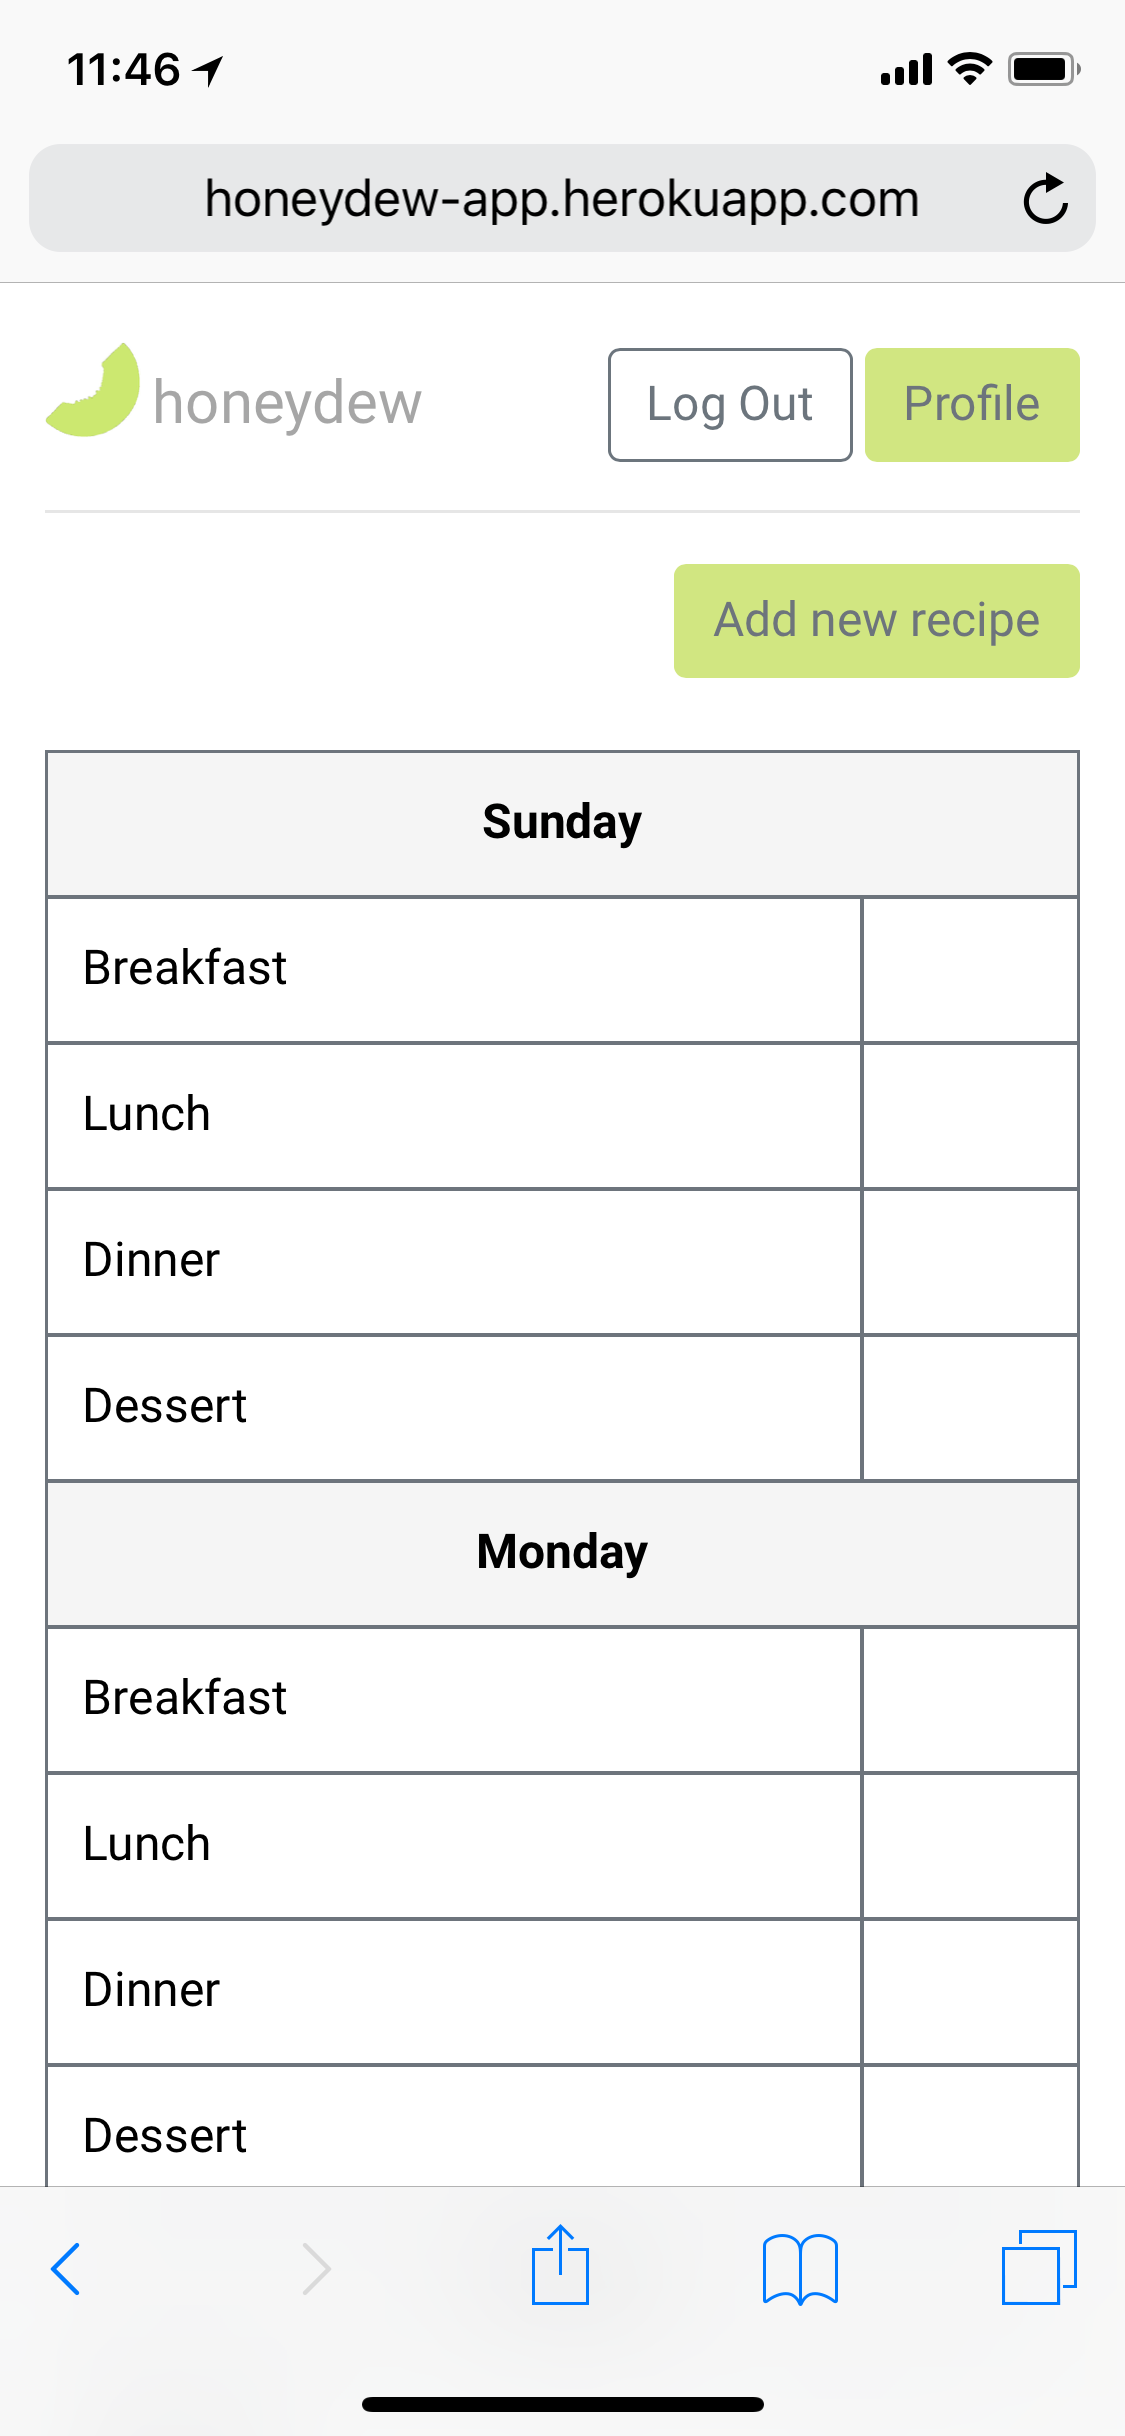 11:46
honeydew-app.herokuapp.com
honeydew
Log Out
Profile
Add new recipe
Sunday
Breakfast
Lunch
Dinner
Dessert
Monday
Breakfast
Lunch
Dinner
Dessert